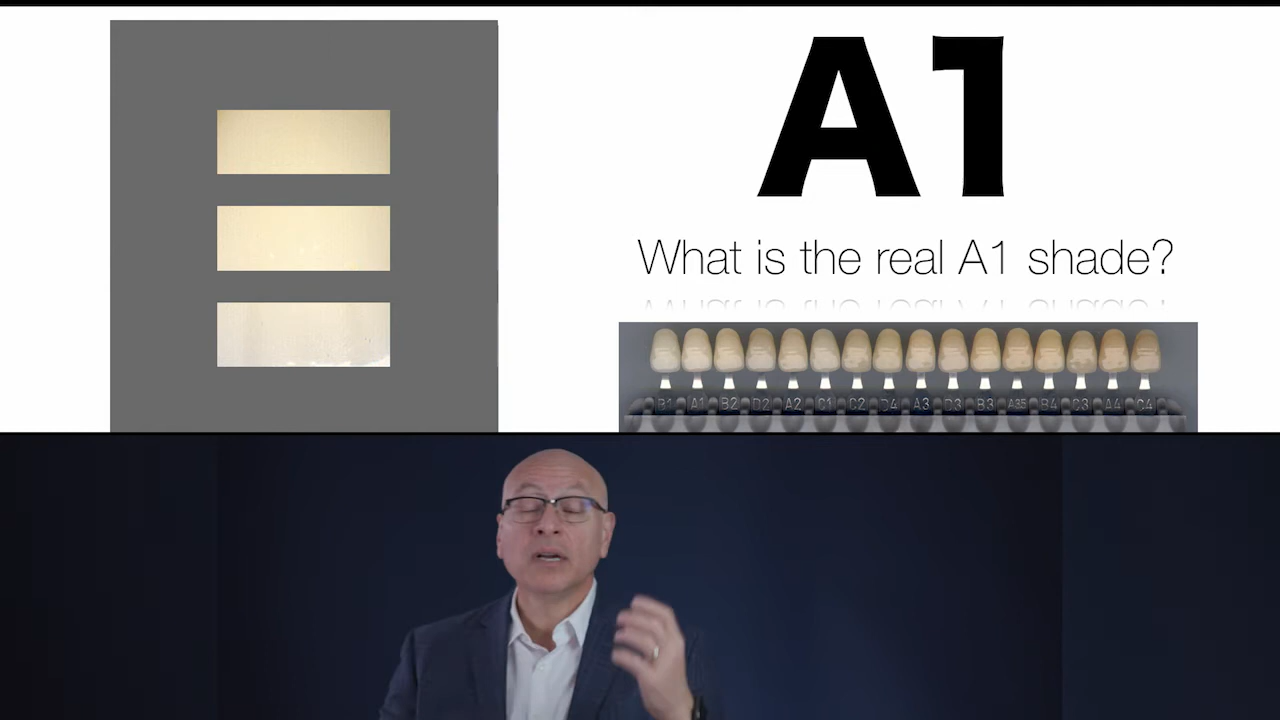 A1
What is the real A1 shade?
B1 A1 B2 D2 A2 C1 C2 D4 A3 D3 B3 A3.5 B4 C3 A4 C4